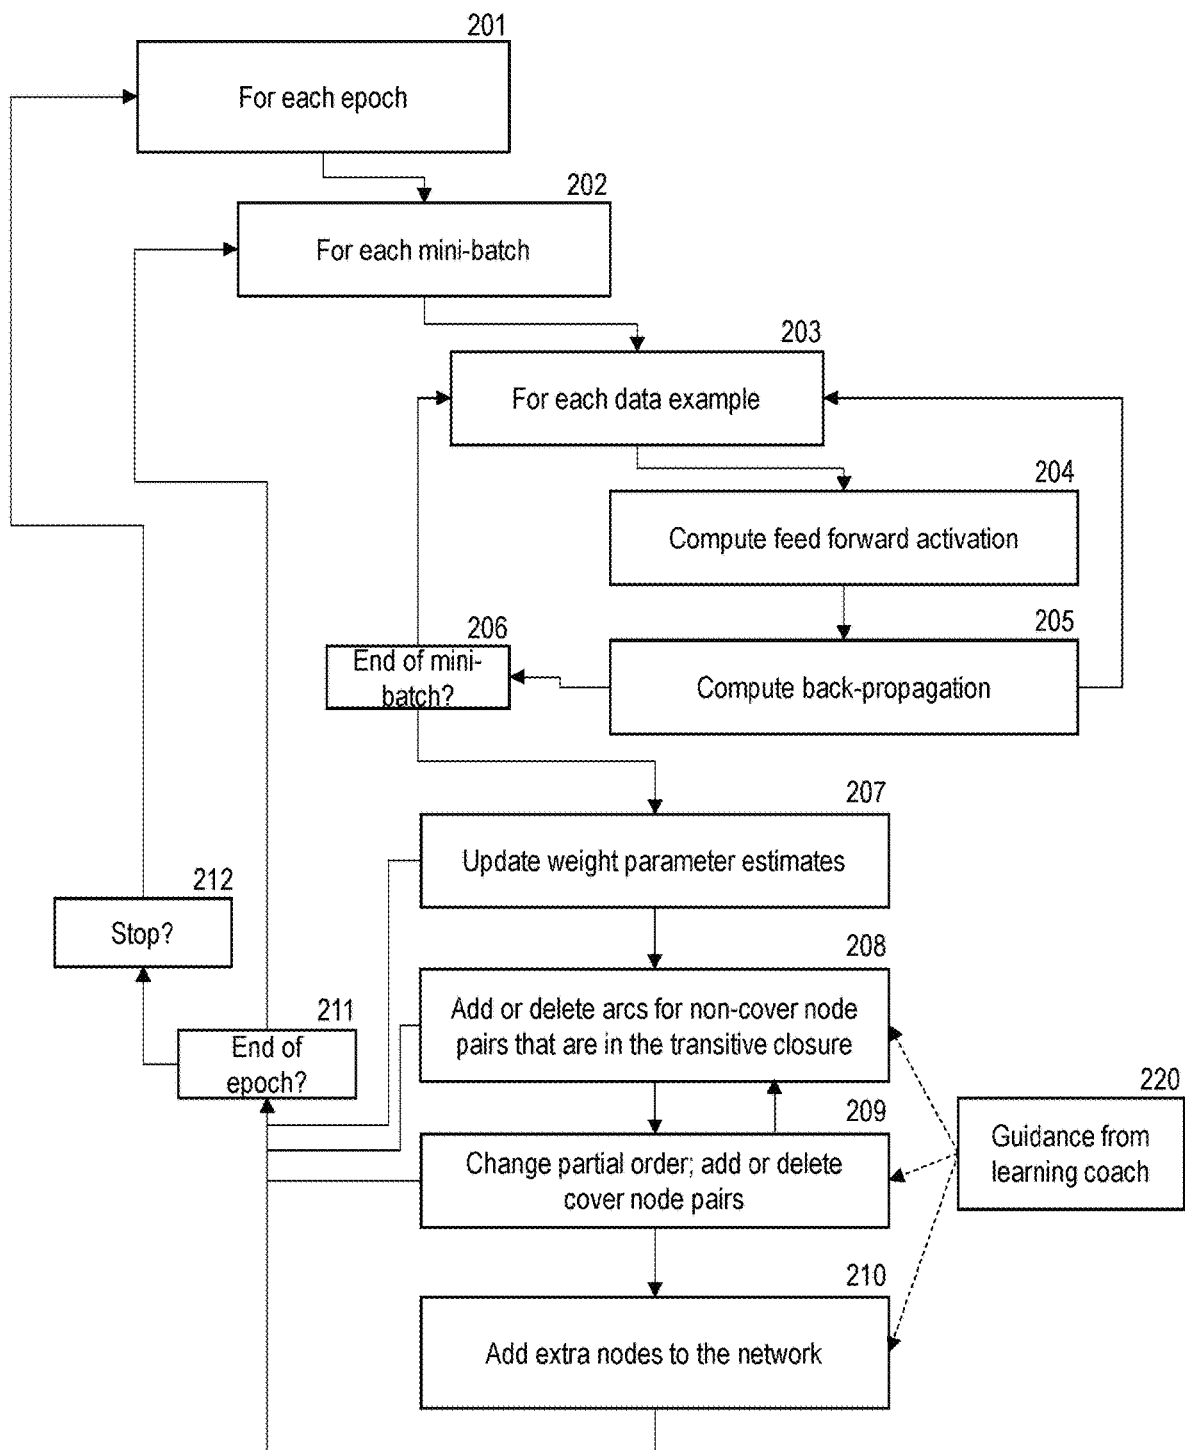 201
For each epoch
202
For each mini-batch
203
For each data example
204
Compute feed forward activation
205
Compute back-propagation
206
End of mini-
batch?
207
Update weight parameter estimates
208
Add or delete arcs for non-cover node
pairs that are in the transitive closure
209
Change partial order; add or delete
cover node pairs
210
Add extra nodes to the network
211
End of
epoch?
212
Stop?
220
Guidance from
learning coach